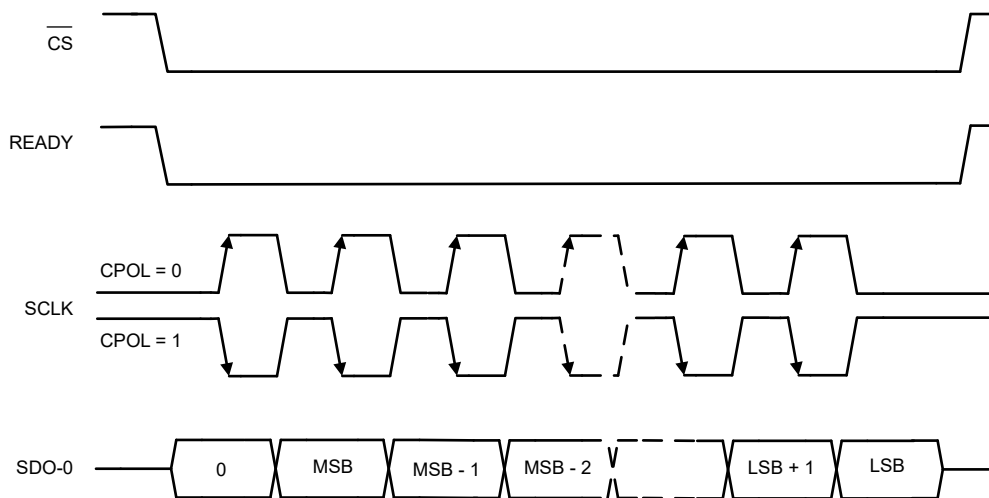 CS
READY
CPOL = 0
SCLK
CPOL = 1
SDO-0 0 MSB MSB - 1 MSB - 2 LSB + 1 LSB